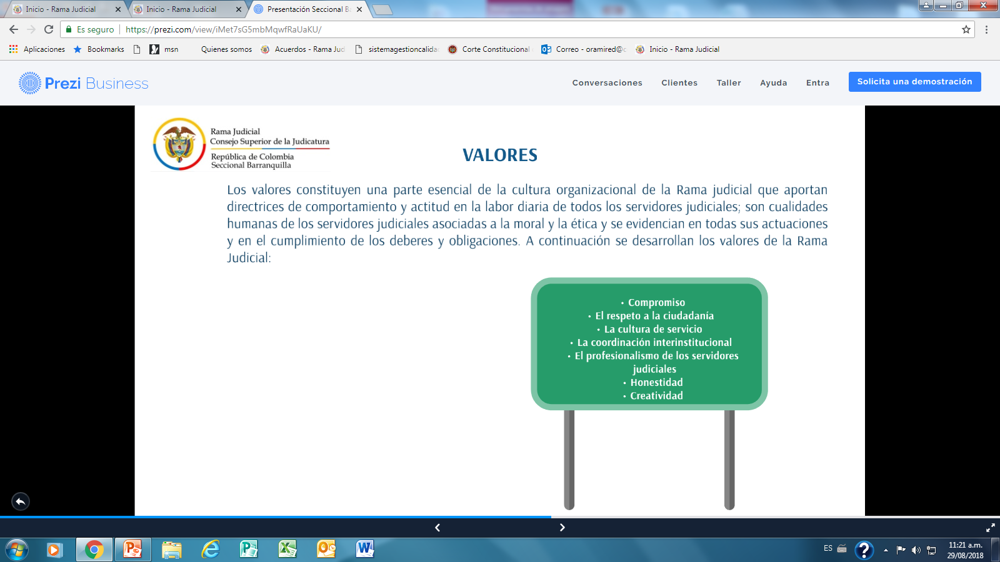 Inicio - Rama Judicial
Inicio - Rama Judicial
Presentación Seccional Ba
Es seguro
https://prezi.com/view/iMet7sG5mbMqwfRaUaKU/
Aplicaciones
Bookmarks
msn
Quienes somos
Acuerdos - Rama Jud
sistemagestioncalida
Corte Constitucional
Correo - oramired@c
Inicio - Rama Judicial
Prezi Business
Conversaciones
Clientes
Taller
Ayuda
Entra
Solicita una demostración
Rama Judicial
Consejo Superior de la Judicatura
República de Colombia
Seccional Barranquilla
VALORES
Los valores constituyen una parte esencial de la cultura organizacional de la Rama judicial que aportan
directrices de comportamiento y actitud en la labor diaria de todos los servidores judiciales; son cualidades
humanas de los servidores judiciales asociadas a la moral y la ética y se evidencian en todas sus actuaciones
y en el cumplimiento de los deberes y obligaciones. A continuación se desarrollan los valores de la Rama
Judicial:
• Compromiso
• El respeto a la ciudadanía
• La cultura de servicio
• La coordinación interinstitucional
• El profesionalismo de los servidores
judiciales
• Honestidad
• Creatividad
ES
11:21 a.m.
29/08/2018